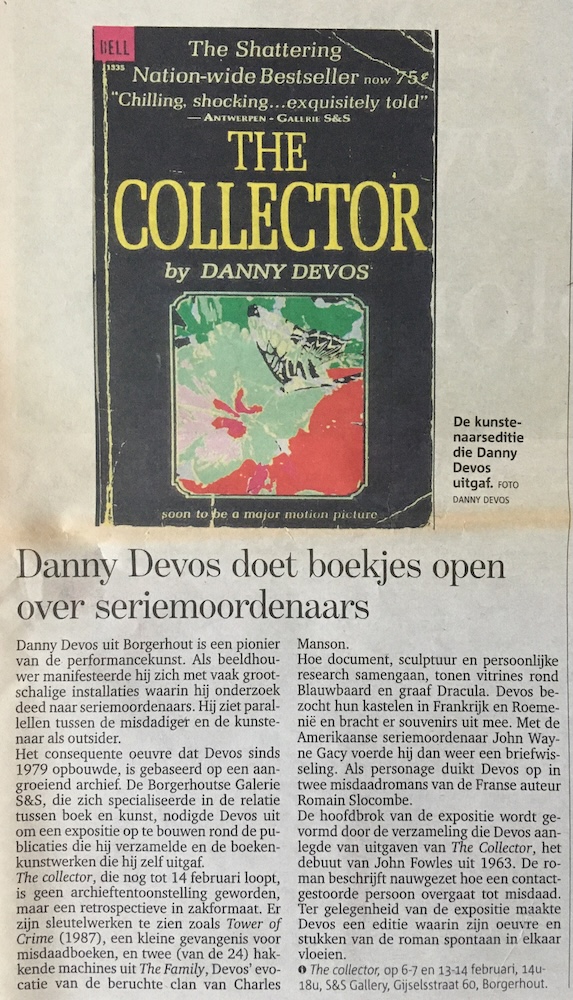 DELL
1335
The Shattering
Nation-wide Bestseller now 75¢
"Chilling, shocking...exquisitely told"
— ANTWERPEN - GALLERIE S&S
THE
COLLECTOR
by DANNY DEVOS
soon to be a major motion picture
De kunste-
naarseditie
die Danny
Devos
uitgaf. FOTO
DANNY DEVOS
Danny Devos doet boekjes open
over seriemoordenaars
Danny Devos uit Borgerhout is een pionier
van de performancekunst. Als beeldhou-
wer manifesteerde hij zich met vaak groot-
schalige installaties waarin hij onderzoek
deed naar seriemoordenaars. Hij ziet paral-
lellen tussen de misdadiger en de kunste-
naar als outsider.
Het consequente oeuvre dat Devos sinds
1979 opbouwde, is gebaseerd op een aan-
groeiend archief. De Borgerhoutse Galerie
S&S, die zich specialiseerde in de relatie
tussen boek en kunst, nodigde Devos uit
om een expositie op te bouwen rond de pu-
blicaties die hij verzamelde en de boeken-
kunstwerken die hij zelf uitgaf.
The collector, die nog tot 14 februari loopt,
is geen archieftentoonstelling geworden,
maar een retrospectieve in zakformaat. Er
zijn sleutelwerken te zien zoals Tower of
Crime (1987), een kleine gevangenis voor
misdaadboeken, en twee (van de 24) hak-
kende machines uit The Family, Devos' evo-
catie van de beruchte clan van Charles
Manson.
Hoe document, sculptuur en persoonlijke
research samengaan, tonen vitrines rond
Blauwbaard en graaf Dracula. Devos be-
zocht hun kastelen in Frankrijk en Roeme-
nië en bracht er souvenirs uit mee. Met de
Amerikaanse seriemoordenaar John Way-
ne Gacy voerde hij dan weer een briefwis-
seling. Als personage duikt Devos op in
twee misdaadromans van de Franse auteur
Romain Slocombe.
De hoofdbrok van de expositie wordt ge-
vormd door de verzameling die Devos aan-
legde van uitgaven van The Collector, het
debuut van John Fowles uit 1963. De ro-
man beschrijft nauwgezet hoe een contact-
gestoorde persoon overgaat tot misdaad.
Ter gelegenheid van de expositie maakte
Devos een editie waarin zijn oeuvre en
stukken van de roman spontaan in elkaar
vloeien.
The collector, op 6-7 en 13-14 februari, 14u-
18u, S&S Gallery, Gijselsstraat 60, Borgerhout.